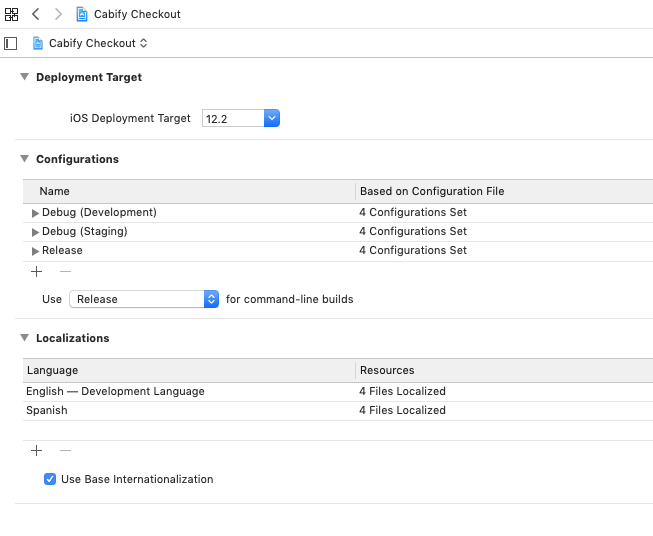 Cabify Checkout
Cabify Checkout
Deployment Target
iOS Deployment Target 12.2
Configurations
Name Based on Configuration File
Debug (Development) 4 Configurations Set
Debug (Staging) 4 Configurations Set
Release 4 Configurations Set
Use Release for command-line builds
Localizations
Language Resources
English — Development Language 4 Files Localized
Spanish 4 Files Localized
Use Base Internationalization